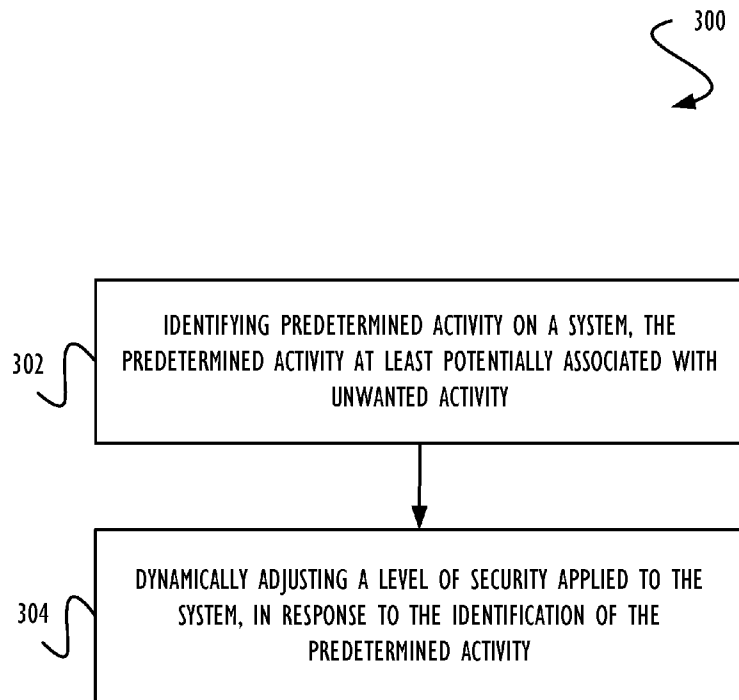 300
302
IDENTIFYING PREDETERMINED ACTIVITY ON A SYSTEM, THE
PREDETERMINED ACTIVITY AT LEAST POTENTIALLY ASSOCIATED WITH
UNWANTED ACTIVITY
304
DYNAMICALLY ADJUSTING A LEVEL OF SECURITY APPLIED TO THE
SYSTEM, IN RESPONSE TO THE IDENTIFICATION OF THE
PREDETERMINED ACTIVITY